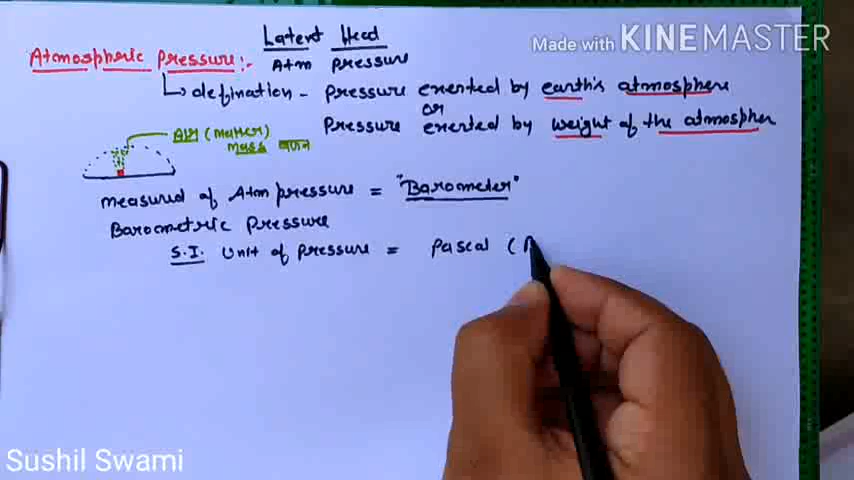 Latent Heed
Made with KINEMASTER
Atmospheric Pressure:-
Atm Pressure
defination - Pressure exerted by earth's atmosphere
or
Pressure exerted by weight of the atmospher
AIR (Matter)
Mass वजन
measured of Atm pressure = "Barometer"
Barometric Pressure
S.I. Unit of Pressure = Pascal (
Sushil Swami